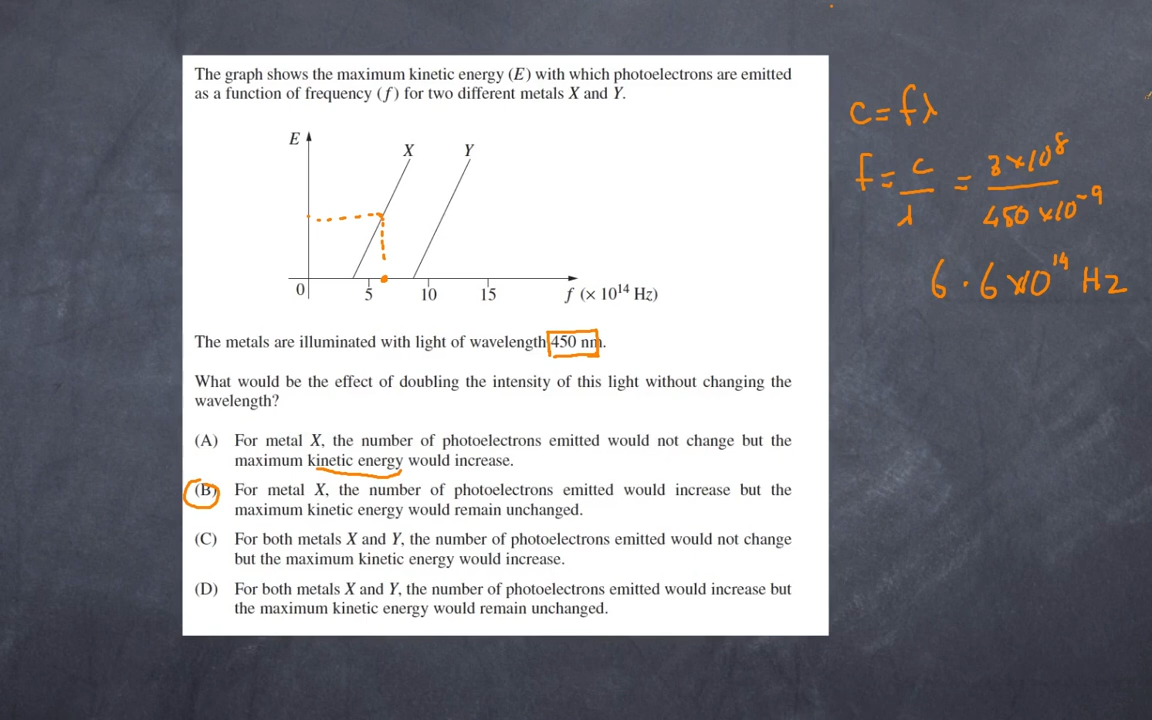 The graph shows the maximum kinetic energy (E) with which photoelectrons are emitted
as a function of frequency (f) for two different metals X and Y.
E
X
Y
0
5
10
15
f (× 10¹⁴ Hz)
The metals are illuminated with light of wavelength 450 nm.
What would be the effect of doubling the intensity of this light without changing the
wavelength?
(A) For metal X, the number of photoelectrons emitted would not change but the
maximum kinetic energy would increase.
(B) For metal X, the number of photoelectrons emitted would increase but the
maximum kinetic energy would remain unchanged.
(C) For both metals X and Y, the number of photoelectrons emitted would not change
but the maximum kinetic energy would increase.
(D) For both metals X and Y, the number of photoelectrons emitted would increase but
the maximum kinetic energy would remain unchanged.
c = fλ
f = c/λ = 3×10⁸/450×10⁻⁹
6.6×10¹⁴ Hz